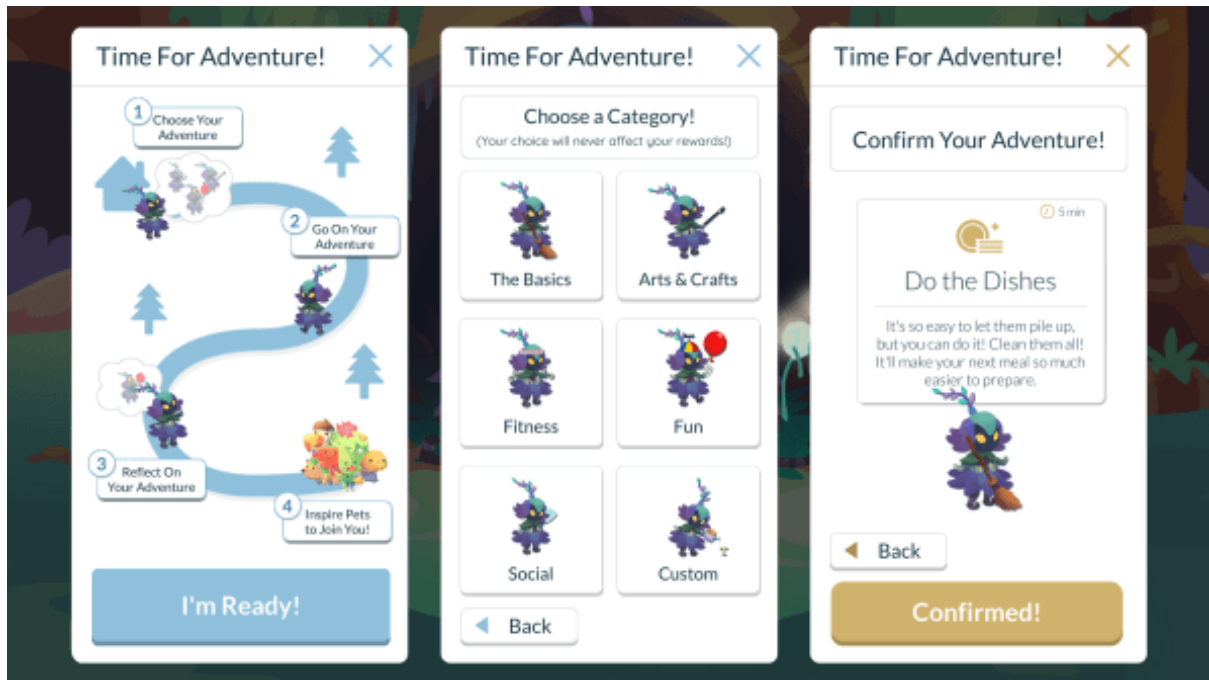 Time For Adventure!
1
Choose Your
Adventure
2
Go On Your
Adventure
3
Reflect On
Your Adventure
4
Inspire Pets
to Join You!
I'm Ready!
Time For Adventure!
Choose a Category!
(Your choice will never affect your rewards!)
The Basics
Arts & Crafts
Fitness
Fun
Social
Custom
Back
Time For Adventure!
Confirm Your Adventure!
5 min
Do the Dishes
It's so easy to let them pile up,
but you can do it! Clean them all!
It'll make your next meal so much
easier to prepare.
Back
Confirmed!